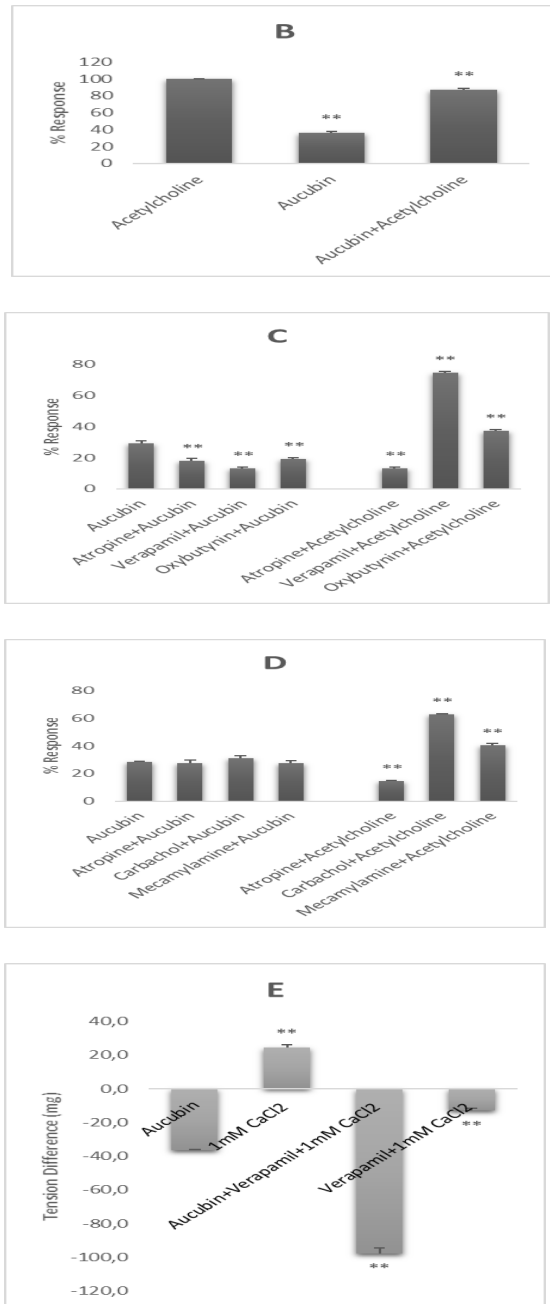 B
% Response
120
100
80
60
40
20
0
**
**
Acetylcholine
Aucubin
Aucubin+Acetylcholine
C
% Response
80
60
40
20
0
**
**
**
**
**
**
Aucubin
Atropine+Aucubin
Verapamil+Aucubin
Oxybutynin+Aucubin
Atropine+Acetylcholine
Verapamil+Acetylcholine
Oxybutynin+Acetylcholine
D
% Response
80
60
40
20
0
**
**
**
Aucubin
Atropine+Aucubin
Carbachol+Aucubin
Mecamylamine+Aucubin
Atropine+Acetylcholine
Carbachol+Acetylcholine
Mecamylamine+Acetylcholine
E
Tension Difference (mg)
40,0
20,0
0,0
-20,0
-40,0
-60,0
-80,0
-100,0
-120,0
**
**
**
Aucubin
1mM CaCl2
Aucubin+Verapamil+1mM CaCl2
Verapamil+1mM CaCl2